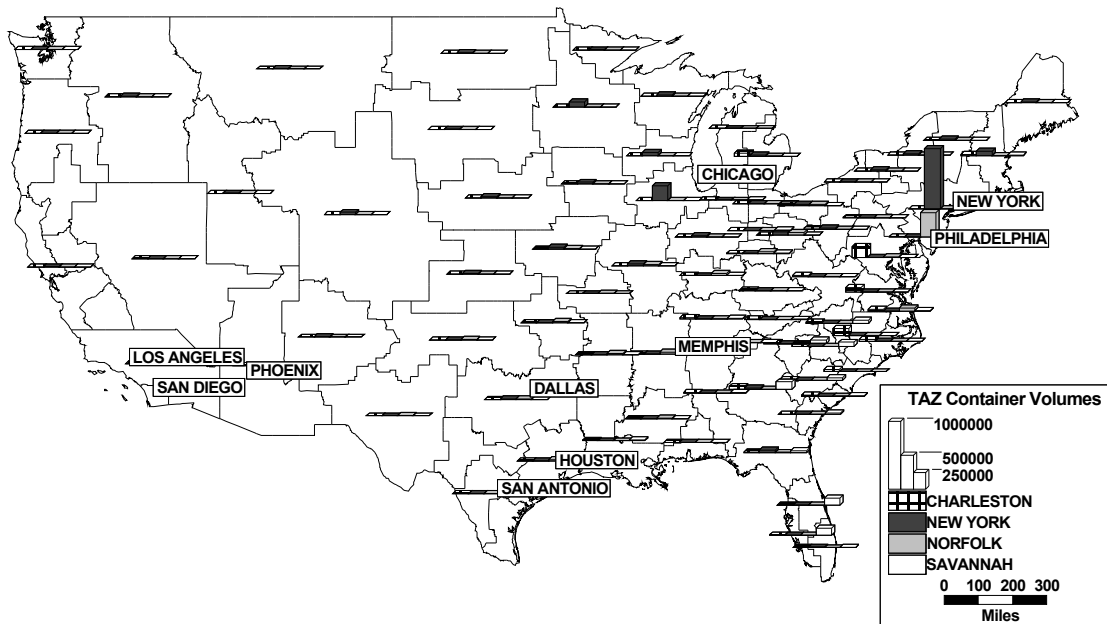 CHICAGO
NEW YORK
PHILADELPHIA
MEMPHIS
LOS ANGELES
PHOENIX
SAN DIEGO
DALLAS
HOUSTON
SAN ANTONIO
TAZ Container Volumes
1000000
500000
250000
CHARLESTON
NEW YORK
NORFOLK
SAVANNAH
0 100 200 300
Miles